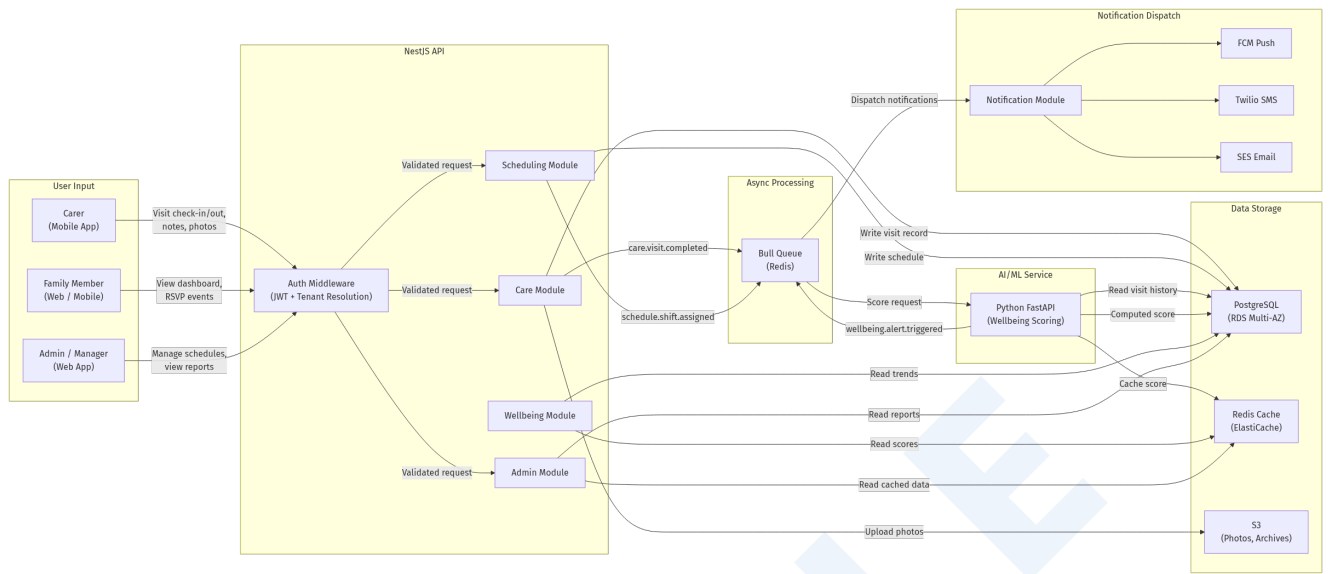 Notification Dispatch
FCM Push
Notification Module
Twilio SMS
SES Email
Dispatch notifications
NestJS API
Validated request
Scheduling Module
Validated request
Auth Middleware
(JWT + Tenant Resolution)
Care Module
Wellbeing Module
Validated request
Admin Module
User Input
Carer
(Mobile App)
Visit check-in/out,
notes, photos
Family Member
(Web / Mobile)
View dashboard,
RSVP events
Admin / Manager
(Web App)
Manage schedules,
view reports
Async Processing
Bull Queue
(Redis)
care.visit.completed
schedule.shift.assigned
Write visit record
Write schedule
AI/ML Service
Python FastAPI
(Wellbeing Scoring)
Score request
wellbeing.alert.triggered
Read visit history
Computed score
Cache score
Read trends
Read reports
Read scores
Read cached data
Upload photos
Data Storage
PostgreSQL
(RDS Multi-AZ)
Redis Cache
(ElastiCache)
S3
(Photos, Archives)